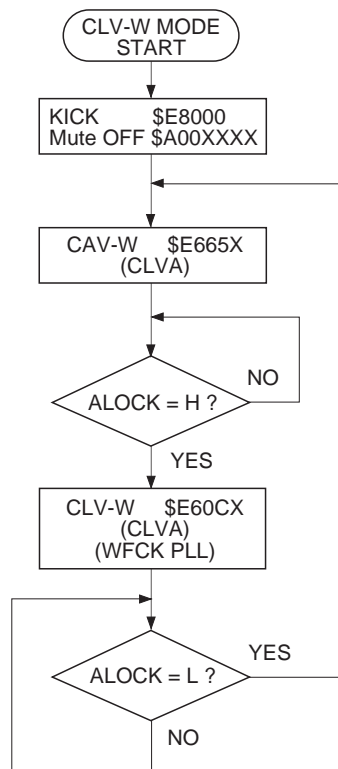 CLV-W MODE
START
KICK $E8000
Mute OFF $A00XXXX
CAV-W $E665X
(CLVA)
NO
ALOCK = H ?
YES
CLV-W $E60CX
(CLVA)
(WFCK PLL)
YES
ALOCK = L ?
NO